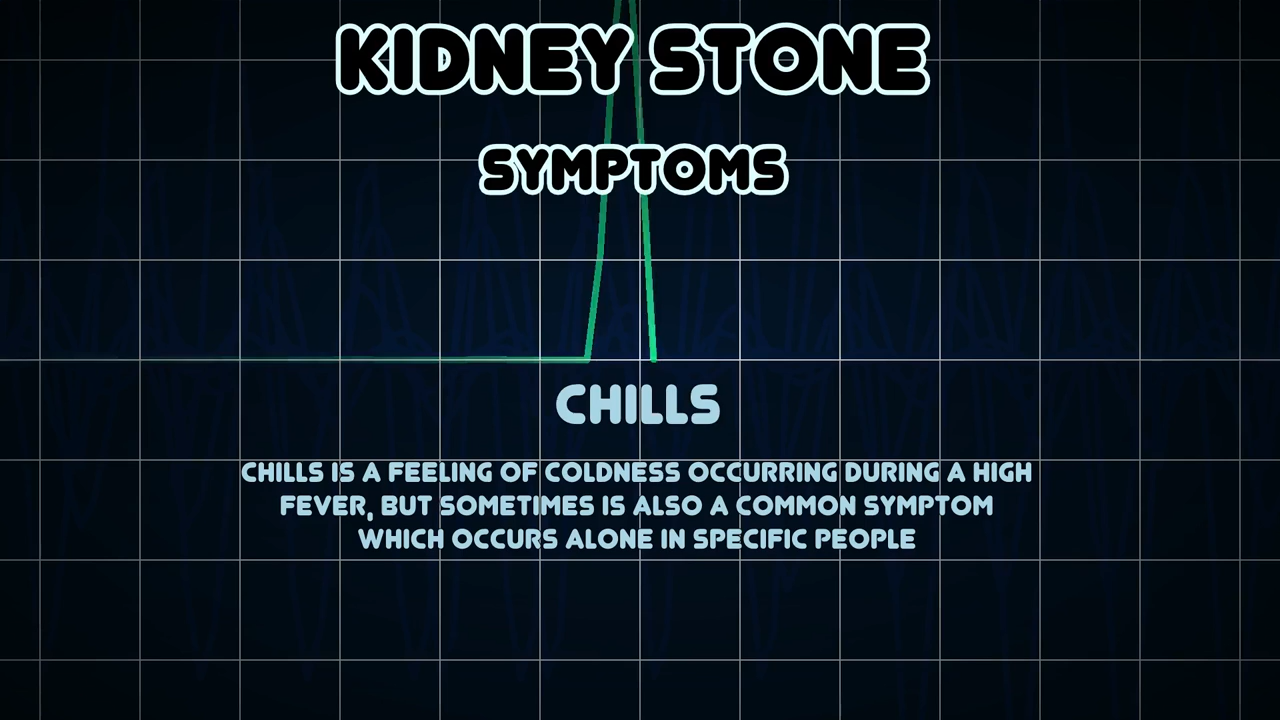 KIDNEY STONE
SYMPTOMS
CHILLS
CHILLS IS A FEELING OF COLDNESS OCCURRING DURING A HIGH
FEVER, BUT SOMETIMES IS ALSO A COMMON SYMPTOM
WHICH OCCURS ALONE IN SPECIFIC PEOPLE